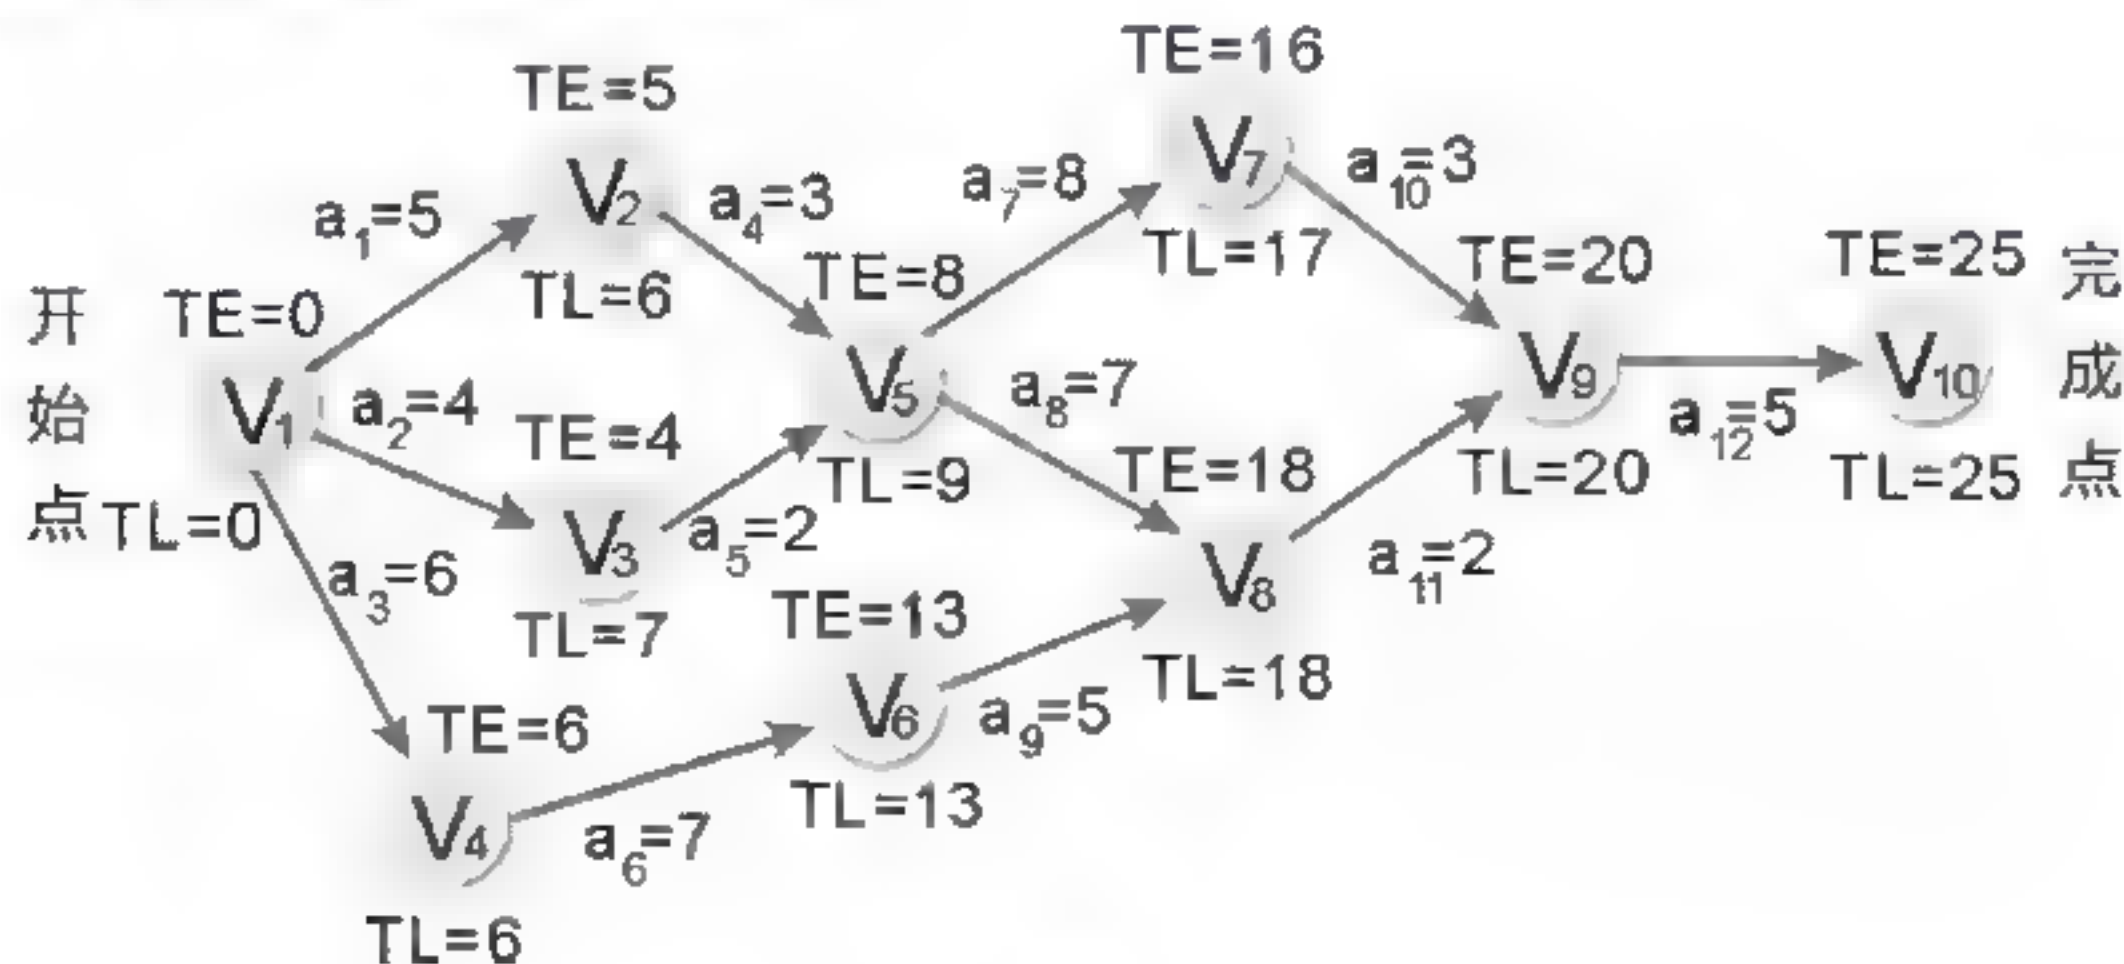 开始点
TE=0
V1
TL=0
a1=5
a2=4
a3=6
TE=5
V2
TL=6
TE=4
V3
TL=7
TE=6
V4
TL=6
a4=3
a5=2
a6=7
TE=8
V5
TL=9
TE=13
V6
TL=13
a7=8
a8=7
a9=5
TE=16
V7
TL=17
TE=18
V8
TL=18
a10=3
a11=2
TE=20
V9
TL=20
a12=5
TE=25
V10
TL=25
完成点